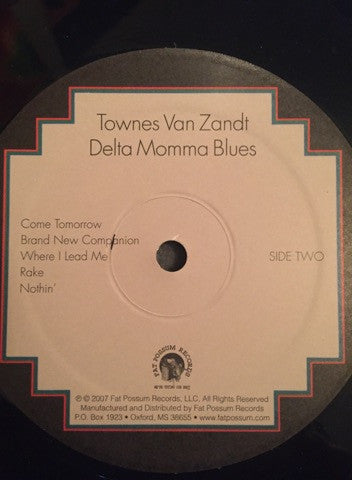 Townes Van Zandt
Delta Momma Blues
Come Tomorrow
Brand New Companion
Where I Lead Me
Rake
Nothin'
SIDE TWO
FAT POSSUM RECORDS
℗ © 2007 Fat Possum Records, LLC, All Rights Reserved
Manufactured and Distributed by Fat Possum Records
P.O. Box 1923 • Oxford, MS 38655 • www.fatpossum.com